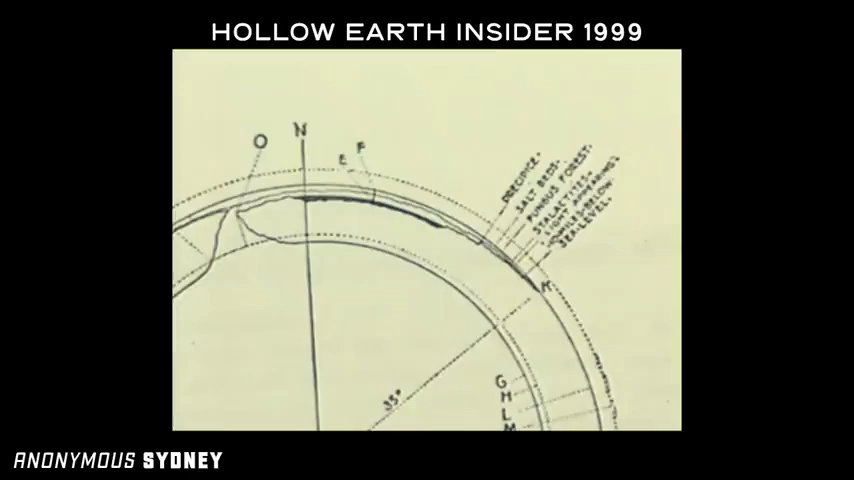 HOLLOW EARTH INSIDER 1999
O
N
E
F
PRECIPICE.
SALT BEDS.
FUNGUS FOREST.
STALACTITES.
LIGHT APPEARING
MILES BELOW
SEA-LEVEL.
K
35°
G
H
L
M
ANONYMOUS SYDNEY